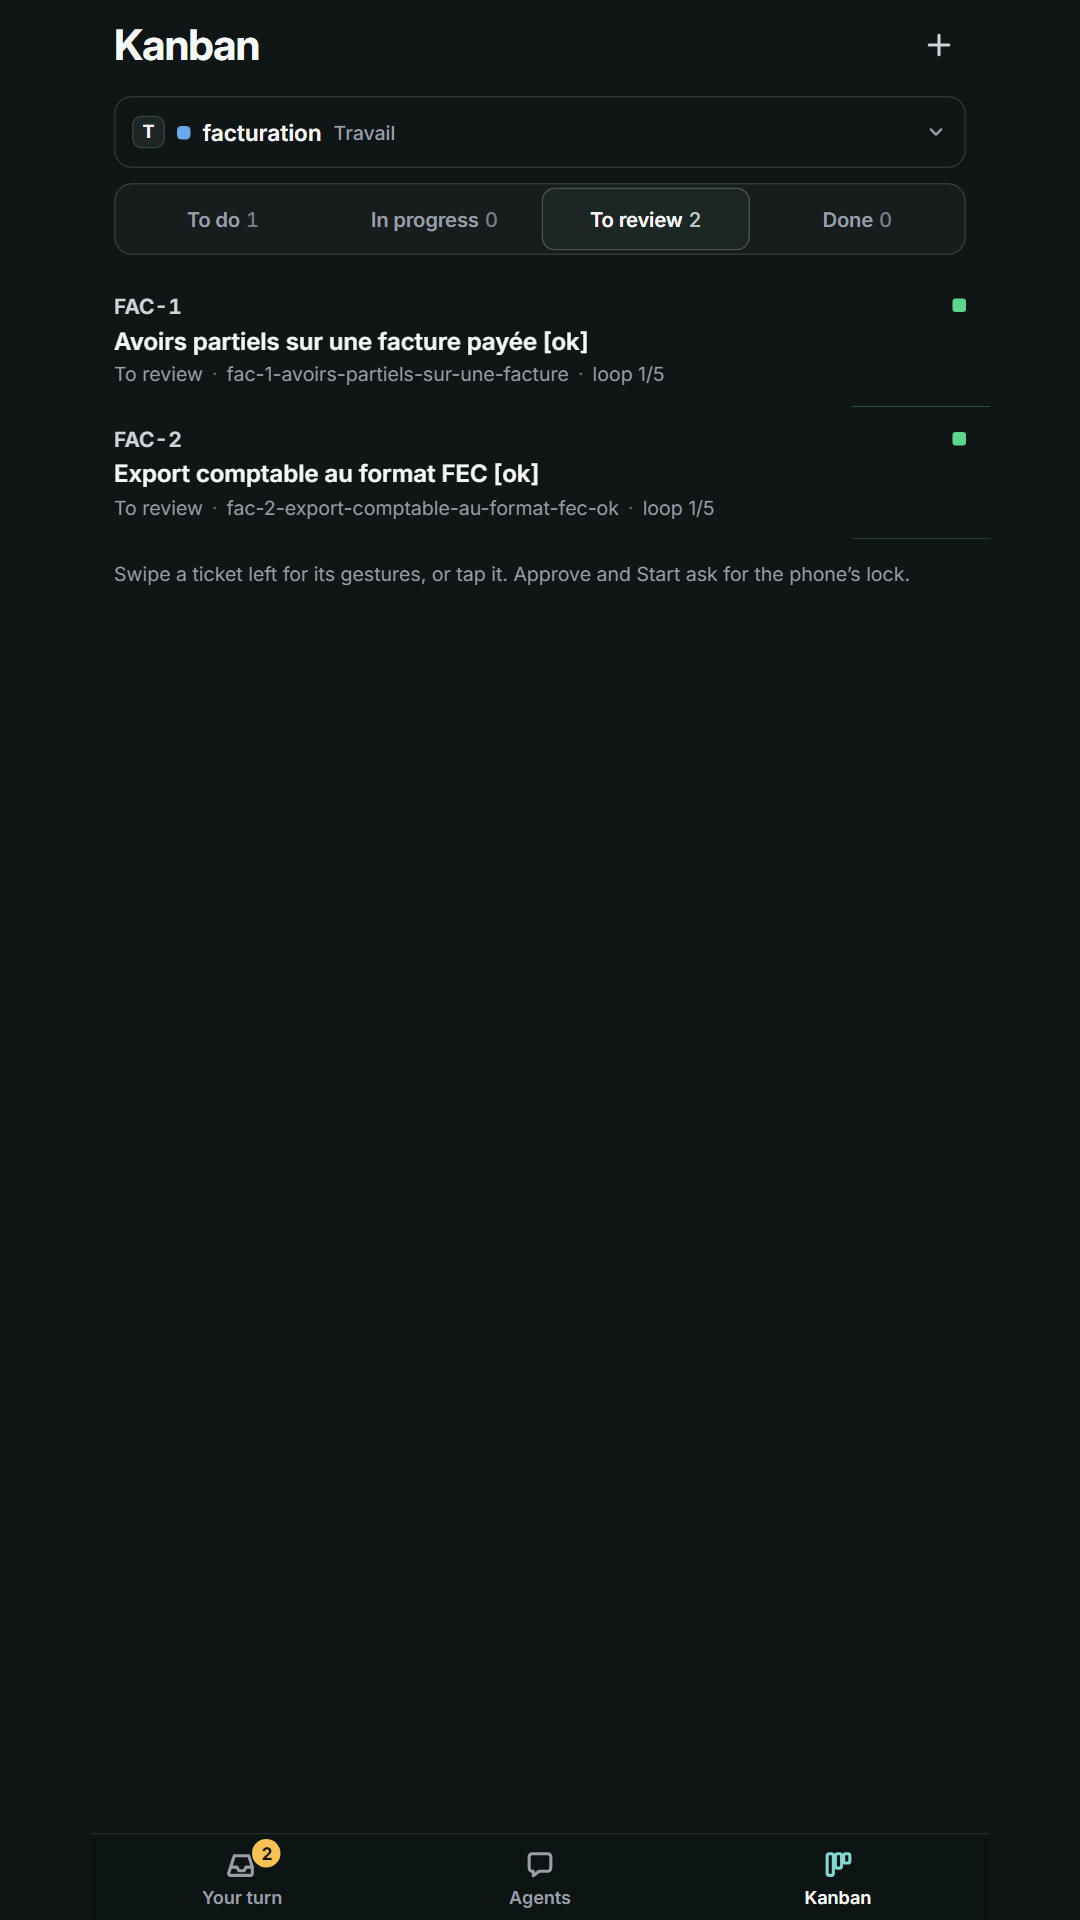 Kanban
T facturation Travail
To do 1 In progress 0 To review 2 Done 0
FAC-1
Avoirs partiels sur une facture payée [ok]
To review · fac-1-avoirs-partiels-sur-une-facture · loop 1/5
FAC-2
Export comptable au format FEC [ok]
To review · fac-2-export-comptable-au-format-fec-ok · loop 1/5
Swipe a ticket left for its gestures, or tap it. Approve and Start ask for the phone’s lock.
2
Your turn Agents Kanban